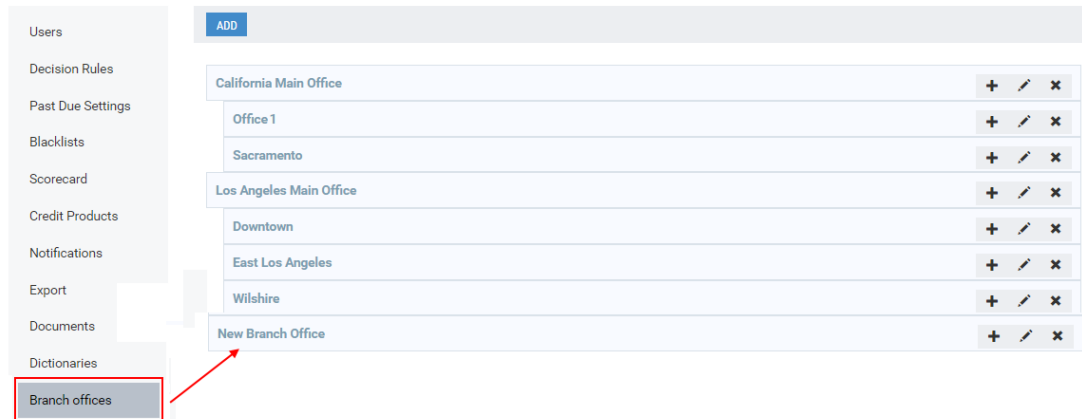 Users
Decision Rules
Past Due Settings
Blacklists
Scorecard
Credit Products
Notifications
Export
Documents
Dictionaries
Branch offices
ADD
California Main Office
Office 1
Sacramento
Los Angeles Main Office
Downtown
East Los Angeles
Wilshire
New Branch Office